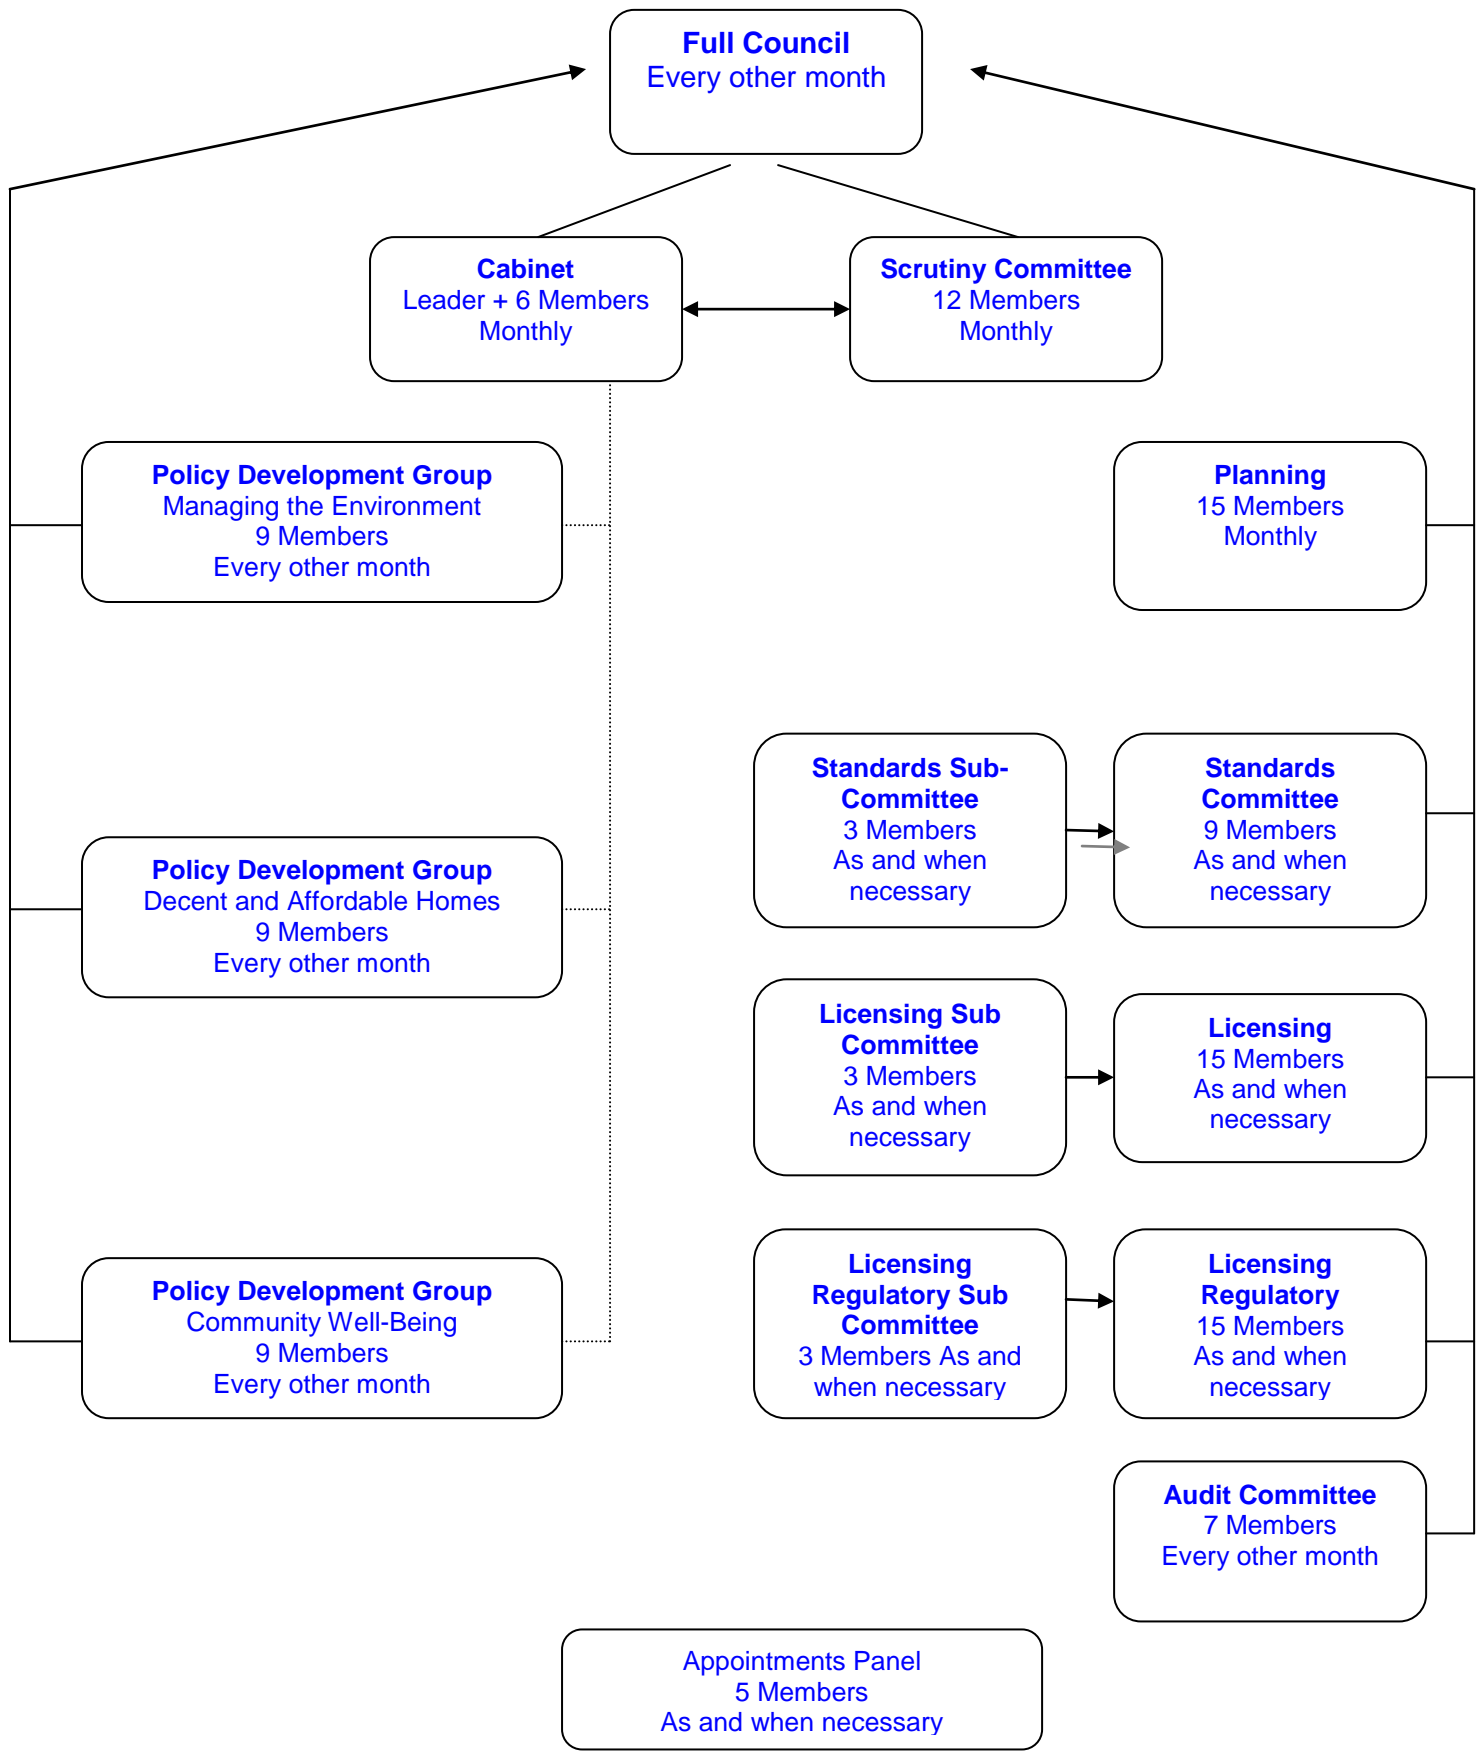 Full Council
Every other month
Cabinet
Leader + 6 Members
Monthly
Scrutiny Committee
12 Members
Monthly
Policy Development Group
Managing the Environment
9 Members
Every other month
Planning
15 Members
Monthly
Standards Sub-
Committee
3 Members
As and when
necessary
Standards
Committee
9 Members
As and when
necessary
Policy Development Group
Decent and Affordable Homes
9 Members
Every other month
Licensing Sub
Committee
3 Members
As and when
necessary
Licensing
15 Members
As and when
necessary
Policy Development Group
Community Well-Being
9 Members
Every other month
Licensing
Regulatory Sub
Committee
3 Members As and
when necessary
Licensing
Regulatory
15 Members
As and when
necessary
Audit Committee
7 Members
Every other month
Appointments Panel
5 Members
As and when necessary